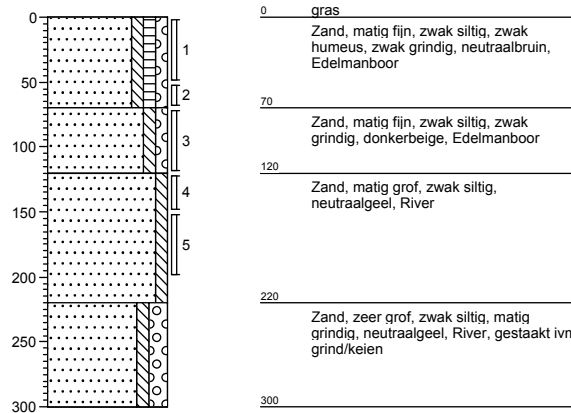 0
50
100
150
200
250
300
1
2
3
4
5
0 gras
Zand, matig fijn, zwak siltig, zwak
humeus, zwak grindig, neutraalbruin,
Edelmanboor
70
Zand, matig fijn, zwak siltig, zwak
grindig, donkerbeige, Edelmanboor
120
Zand, matig grof, zwak siltig,
neutraalgeel, River
220
Zand, zeer grof, zwak siltig, matig
grindig, neutraalgeel, River, gestaakt ivm
grind/keien
300